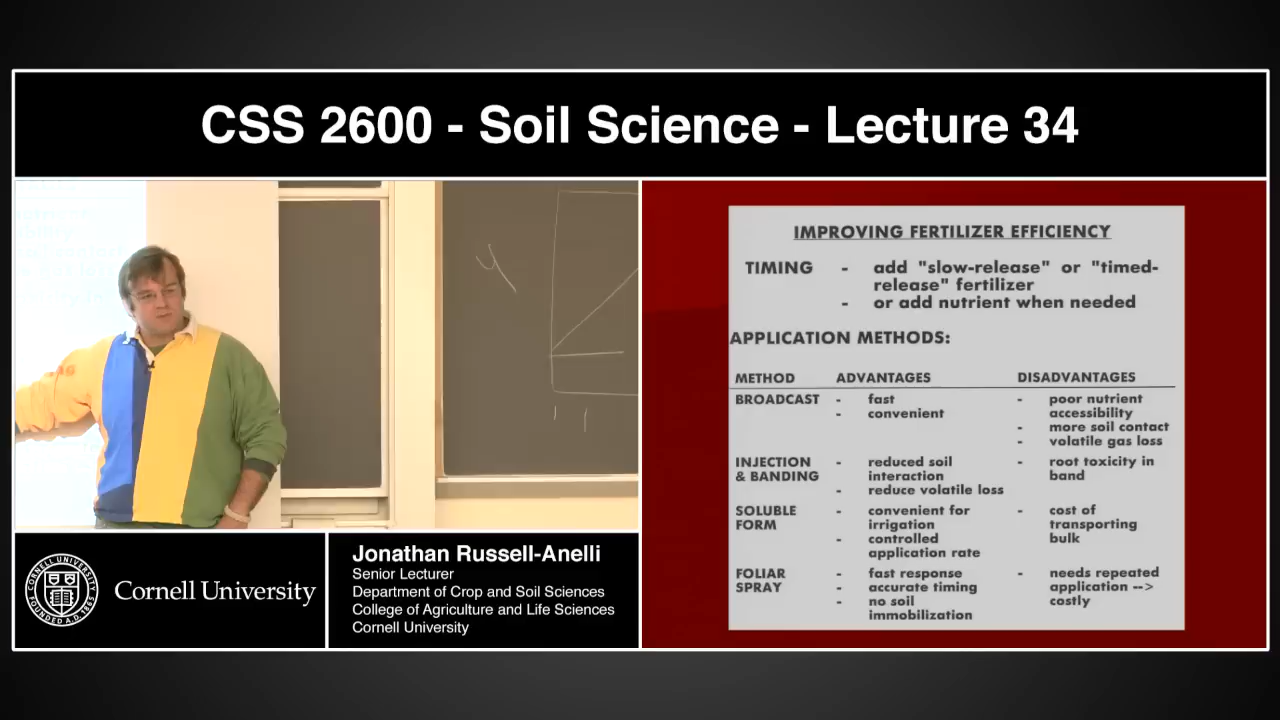 CSS 2600 - Soil Science - Lecture 34
y
IMPROVING FERTILIZER EFFICIENCY
TIMING - add "slow-release" or "timed-
release" fertilizer
- or add nutrient when needed
APPLICATION METHODS:
METHOD ADVANTAGES DISADVANTAGES
BROADCAST - fast - poor nutrient
- convenient accessibility
- more soil contact
- volatile gas loss
INJECTION - reduced soil - root toxicity in
& BANDING interaction band
- reduce volatile loss
SOLUBLE - convenient for - cost of
FORM irrigation transporting
- controlled bulk
application rate
FOLIAR - fast response - needs repeated
SPRAY - accurate timing application -->
- no soil costly
immobilization
CORNELL UNIVERSITY
FOUNDED A.D. 1865
Cornell University
Jonathan Russell-Anelli
Senior Lecturer
Department of Crop and Soil Sciences
College of Agriculture and Life Sciences
Cornell University